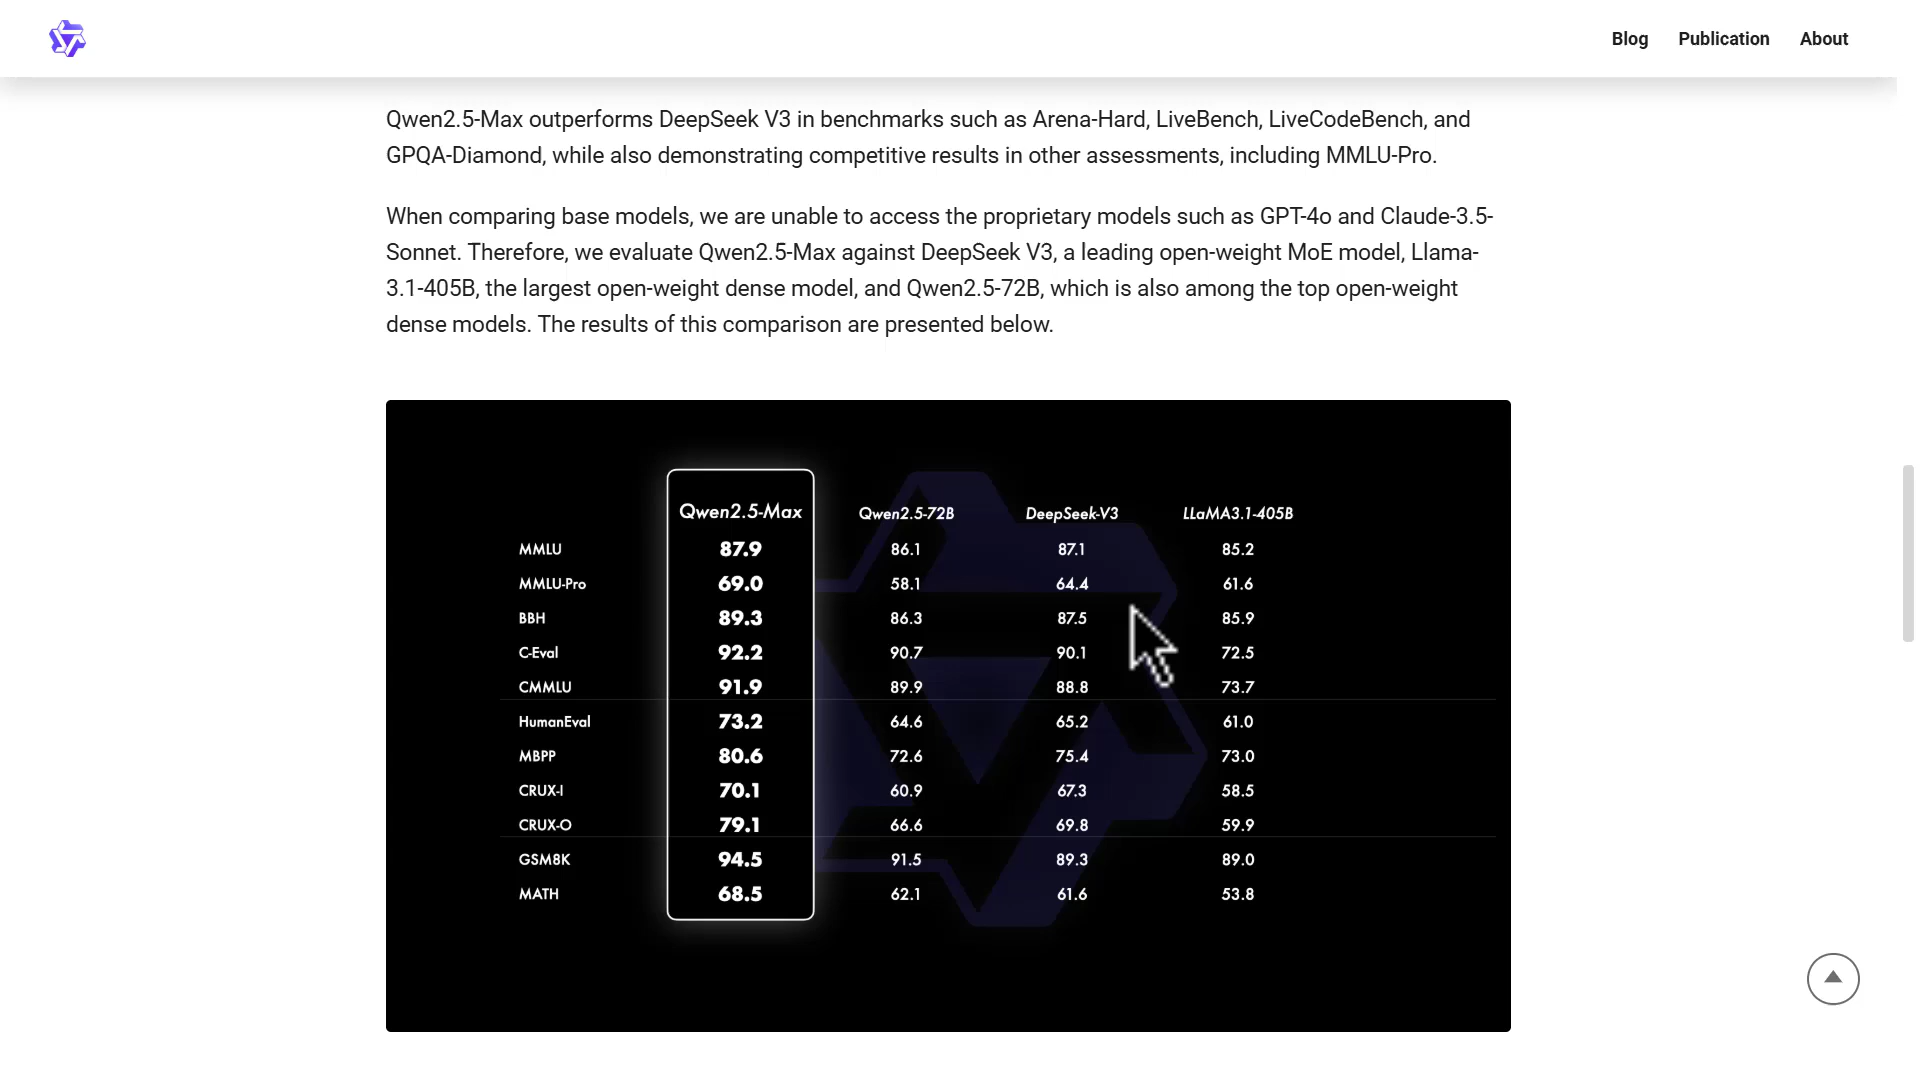 Blog Publication About
Qwen2.5-Max outperforms DeepSeek V3 in benchmarks such as Arena-Hard, LiveBench, LiveCodeBench, and
GPQA-Diamond, while also demonstrating competitive results in other assessments, including MMLU-Pro.
When comparing base models, we are unable to access the proprietary models such as GPT-4o and Claude-3.5-
Sonnet. Therefore, we evaluate Qwen2.5-Max against DeepSeek V3, a leading open-weight MoE model, Llama-
3.1-405B, the largest open-weight dense model, and Qwen2.5-72B, which is also among the top open-weight
dense models. The results of this comparison are presented below.
Qwen2.5-Max Qwen2.5-72B DeepSeek-V3 LLaMA3.1-405B
MMLU 87.9 86.1 87.1 85.2
MMLU-Pro 69.0 58.1 64.4 61.6
BBH 89.3 86.3 87.5 85.9
C-Eval 92.2 90.7 90.1 72.5
CMMLU 91.9 89.9 88.8 73.7
HumanEval 73.2 64.6 65.2 61.0
MBPP 80.6 72.6 75.4 73.0
CRUX-I 70.1 60.9 67.3 58.5
CRUX-O 79.1 66.6 69.8 59.9
GSM8K 94.5 91.5 89.3 89.0
MATH 68.5 62.1 61.6 53.8